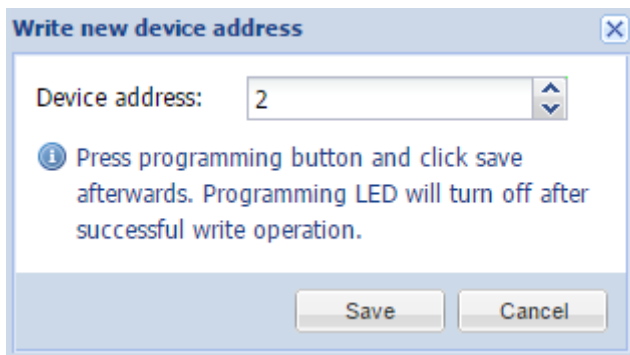 Write new device address
Device address: 2
Press programming button and click save
afterwards. Programming LED will turn off after
successful write operation.
Save Cancel